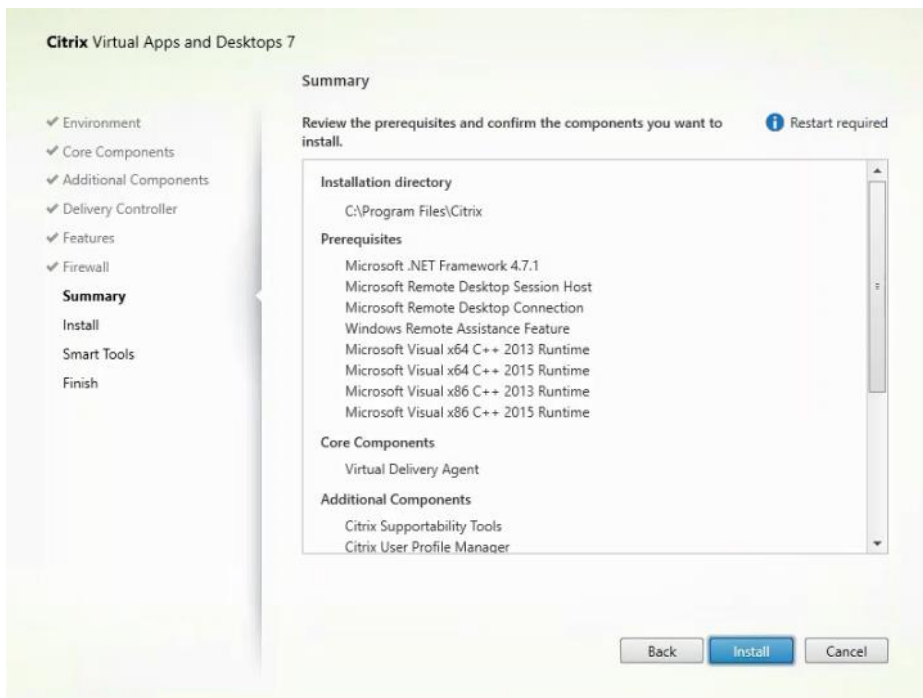 Citrix Virtual Apps and Desktops 7
Summary
Environment
Core Components
Additional Components
Delivery Controller
Features
Firewall
Summary
Install
Smart Tools
Finish
Review the prerequisites and confirm the components you want to
install.
Restart required
Installation directory
C:\Program Files\Citrix
Prerequisites
Microsoft .NET Framework 4.7.1
Microsoft Remote Desktop Session Host
Microsoft Remote Desktop Connection
Windows Remote Assistance Feature
Microsoft Visual x64 C++ 2013 Runtime
Microsoft Visual x64 C++ 2015 Runtime
Microsoft Visual x86 C++ 2013 Runtime
Microsoft Visual x86 C++ 2015 Runtime
Core Components
Virtual Delivery Agent
Additional Components
Citrix Supportability Tools
Citrix User Profile Manager
Back
Install
Cancel